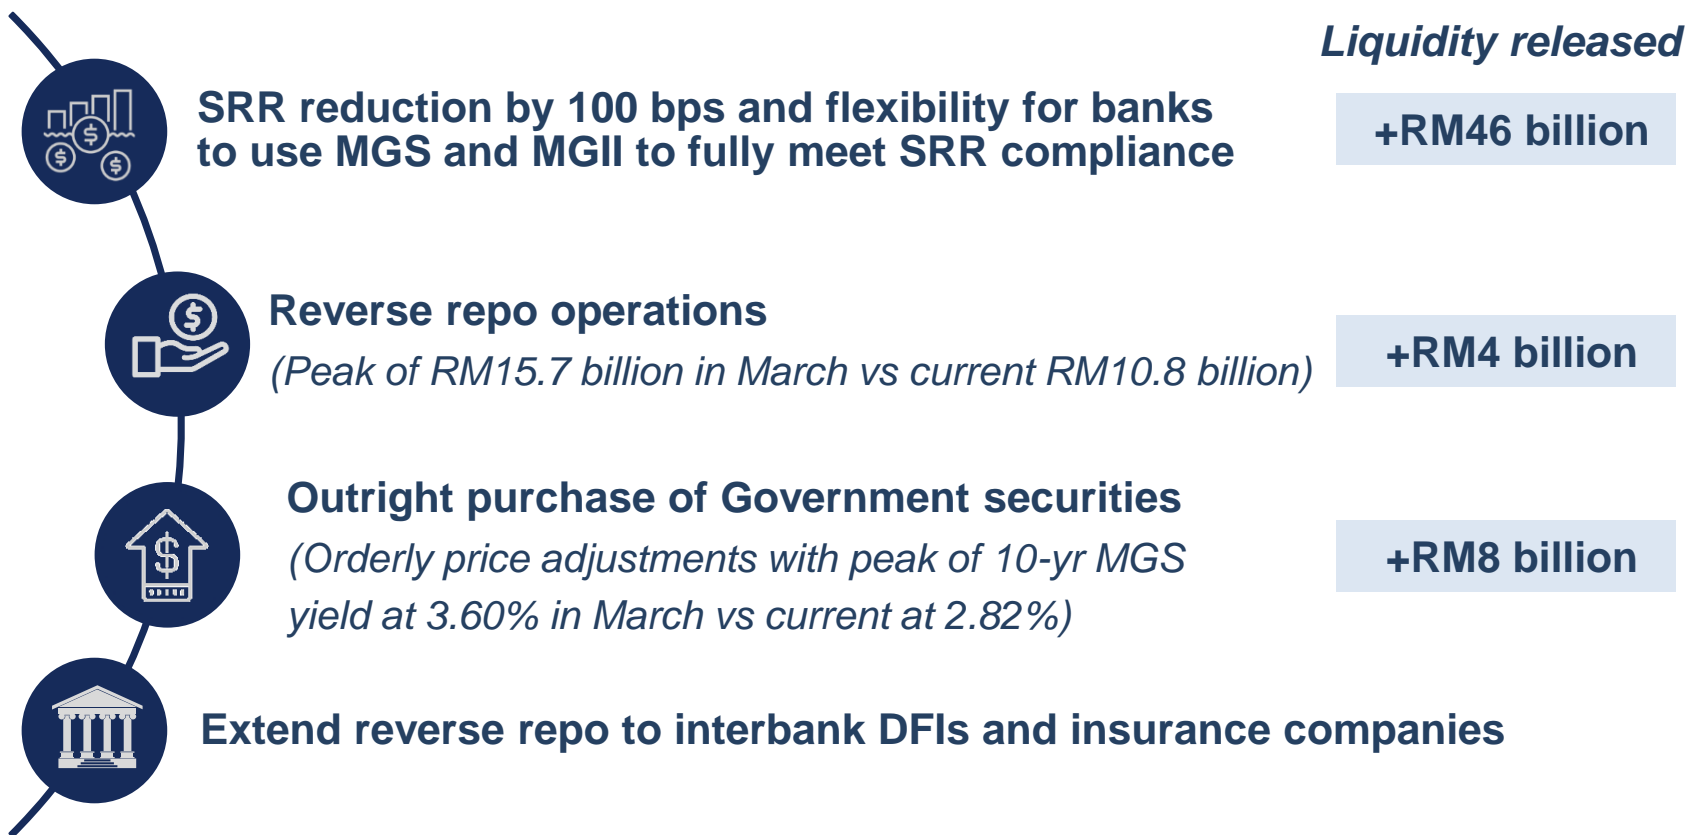 Liquidity released
SRR reduction by 100 bps and flexibility for banks
to use MGS and MGII to fully meet SRR compliance
+RM46 billion
Reverse repo operations
(Peak of RM15.7 billion in March vs current RM10.8 billion)
+RM4 billion
Outright purchase of Government securities
(Orderly price adjustments with peak of 10-yr MGS
yield at 3.60% in March vs current at 2.82%)
+RM8 billion
Extend reverse repo to interbank DFIs and insurance companies